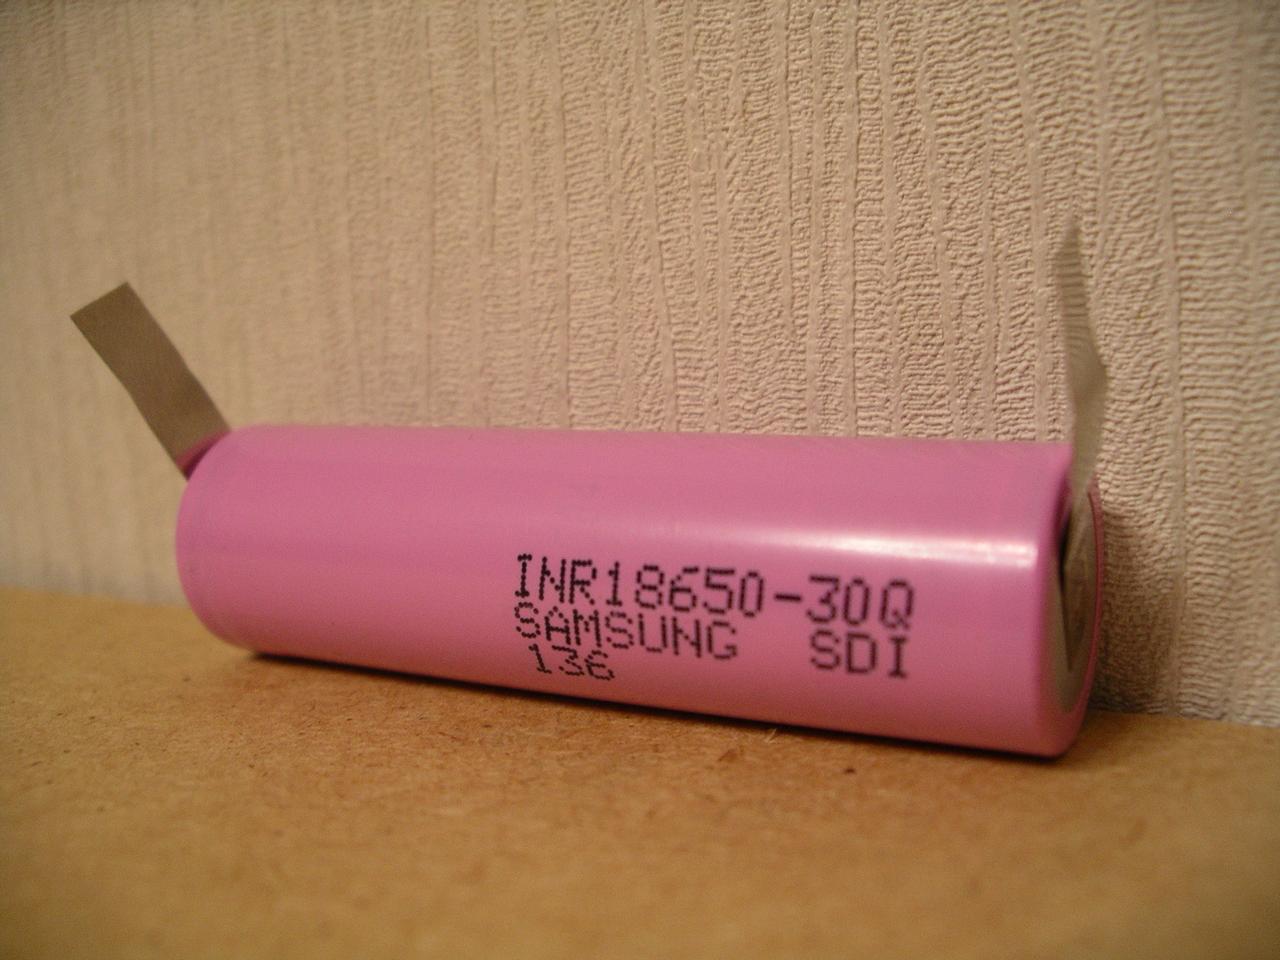 INR18650-30Q
SAMSUNG SDI
136